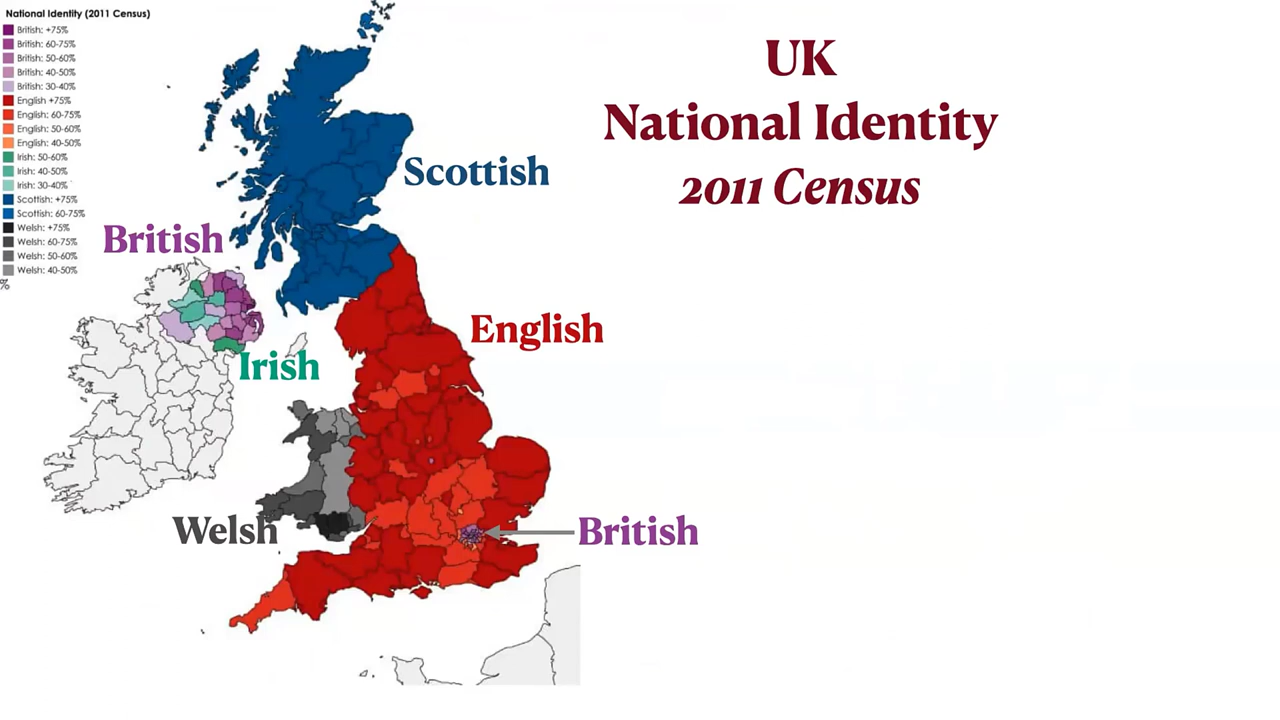 National Identity (2011 Census)
British: +75%
British: 60-75%
British: 50-60%
British: 40-50%
British: 30-40%
English +75%
English: 60-75%
English: 50-60%
English: 40-50%
Irish: 50-60%
Irish: 40-50%
Irish: 30-40%
Scottish: +75%
Scottish: 60-75%
Welsh: +75%
Welsh: 60-75%
Welsh: 50-60%
Welsh: 40-50%
%
UK
National Identity
2011 Census
Scottish
British
English
Irish
Welsh
British